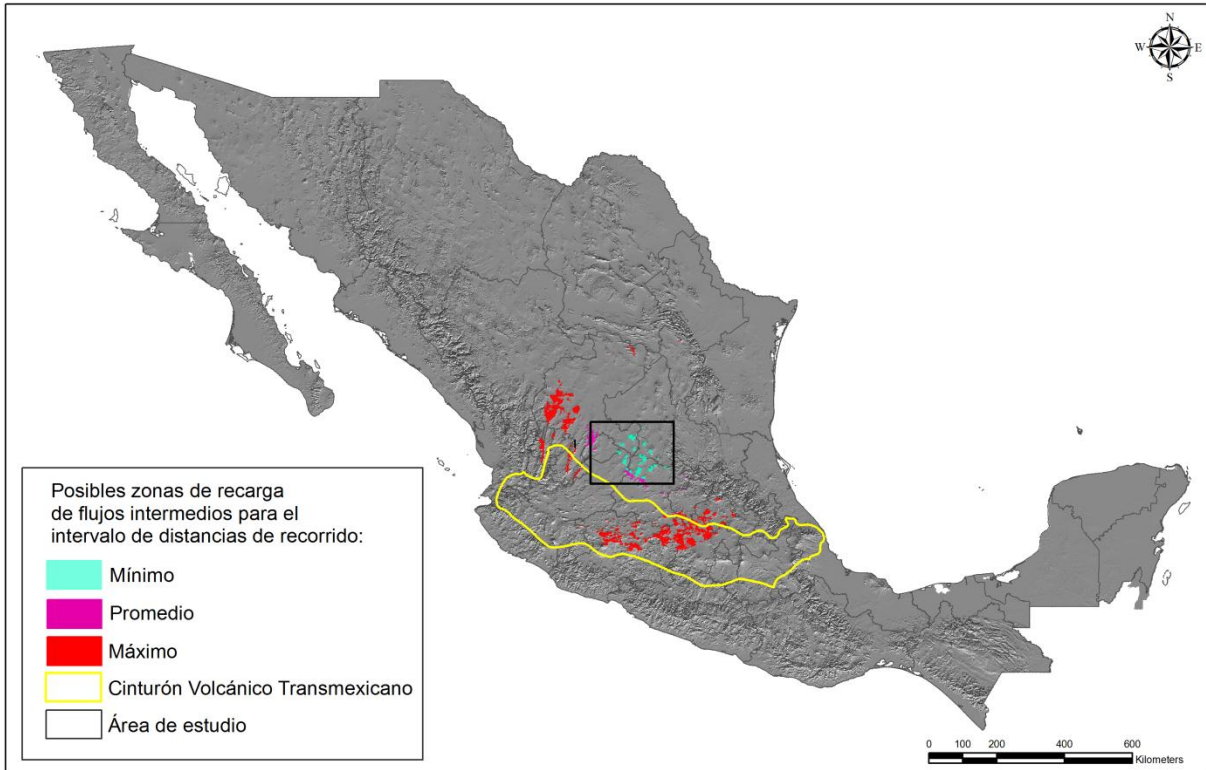 N
W E
S
Posibles zonas de recarga
de flujos intermedios para el
intervalo de distancias de recorrido:
Mínimo
Promedio
Máximo
Cinturón Volcánico Transmexicano
Área de estudio
0 100 200 400 600
Kilometers